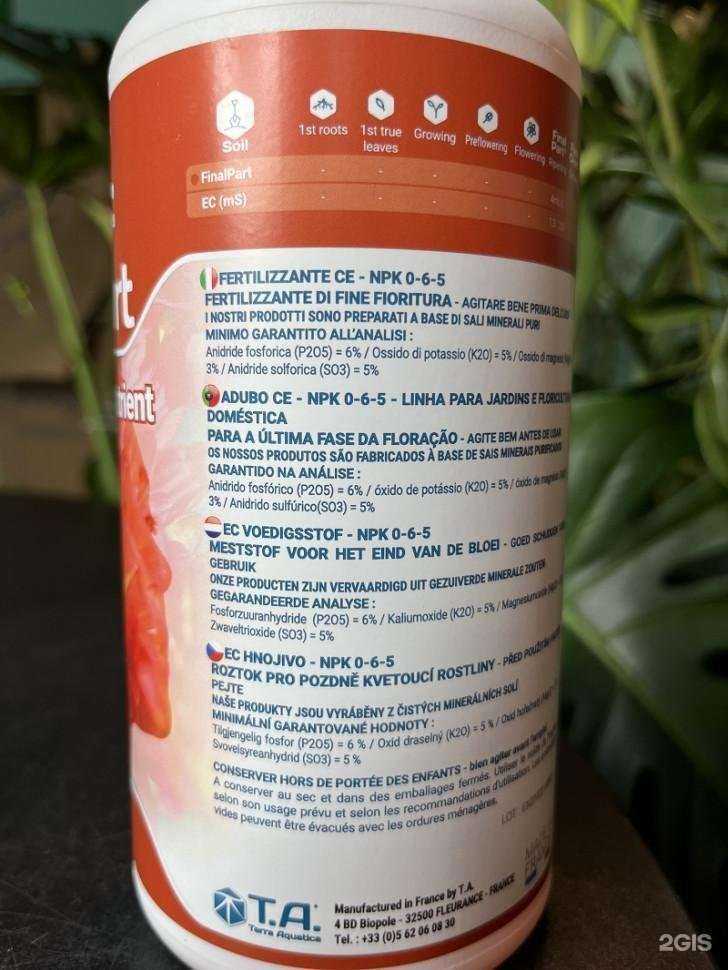 Soil
1st roots
1st true leaves
Growing
Preflowering
Flowering
Final Part
FinalPart - - - - -
EC (mS) - - - - -
rt
trient
FERTILIZZANTE CE - NPK 0-6-5
FERTILIZZANTE DI FINE FIORITURA - AGITARE BENE PRIMA
I NOSTRI PRODOTTI SONO PREPARATI A BASE DI SALI MINERALI PURI
MINIMO GARANTITO ALL'ANALISI :
Anidride fosforica (P2O5) = 6% / Ossido di potassio (K2O) = 5% / Ossido di
3% / Anidride solforica (SO3) = 5%
ADUBO CE - NPK 0-6-5 - LINHA PARA JARDINS E
DOMÉSTICA
PARA A ÚLTIMA FASE DA FLORAÇÃO - AGITE BEM ANTES DE USAR
OS NOSSOS PRODUTOS SÃO FABRICADOS À BASE DE SAIS MINERAIS PURIFICADOS
GARANTIDO NA ANÁLISE :
Anidrido fosfórico (P2O5) = 6% / óxido de potássio (K2O) = 5% / óxido de
3% / Anidrido sulfúrico(SO3) = 5%
EC VOEDIGSSTOF - NPK 0-6-5
MESTSTOF VOOR HET EIND VAN DE BLOEI - GOED SCHUDDEN
GEBRUIK
ONZE PRODUCTEN ZIJN VERVAARDIGD UIT GEZUIVERDE MINERALE ZOUTEN
GEGARANDEERDE ANALYSE :
Fosforzuuranhydride (P2O5) = 6% / Kaliumoxide (K2O) = 5% /
Zwaveltrioxide (SO3) = 5%
EC HNOJIVO - NPK 0-6-5
ROZTOK PRO POZDNĚ KVETOUCÍ ROSTLINY - PŘED
PEJTE
NAŠE PRODUKTY JSOU VYRÁBĚNY Z ČISTÝCH MINERÁLNÍCH SOLÍ
MINIMÁLNÍ GARANTOVANÉ HODNOTY :
Tilgjengelig fosfor (P2O5) = 6 % / Oxid draselný (K2O) = 5 % / Oxid
Svovelsyreanhydrid (SO3) = 5 %
CONSERVER HORS DE PORTÉE DES ENFANTS - bien agiter avant
A conserver au sec et dans des emballages fermés. Utiliser le
selon son usage prévu et selon les recommandations d'utilisation. Les
vides peuvent être évacués avec les ordures ménagères.
LOT :
T.A.
Terra Aquatica
Manufactured in France by T.A.
4 BD Biopole - 32500 FLEURANCE - FRANCE
Tel. : +33 (0)5 62 06 08 30
2GIS